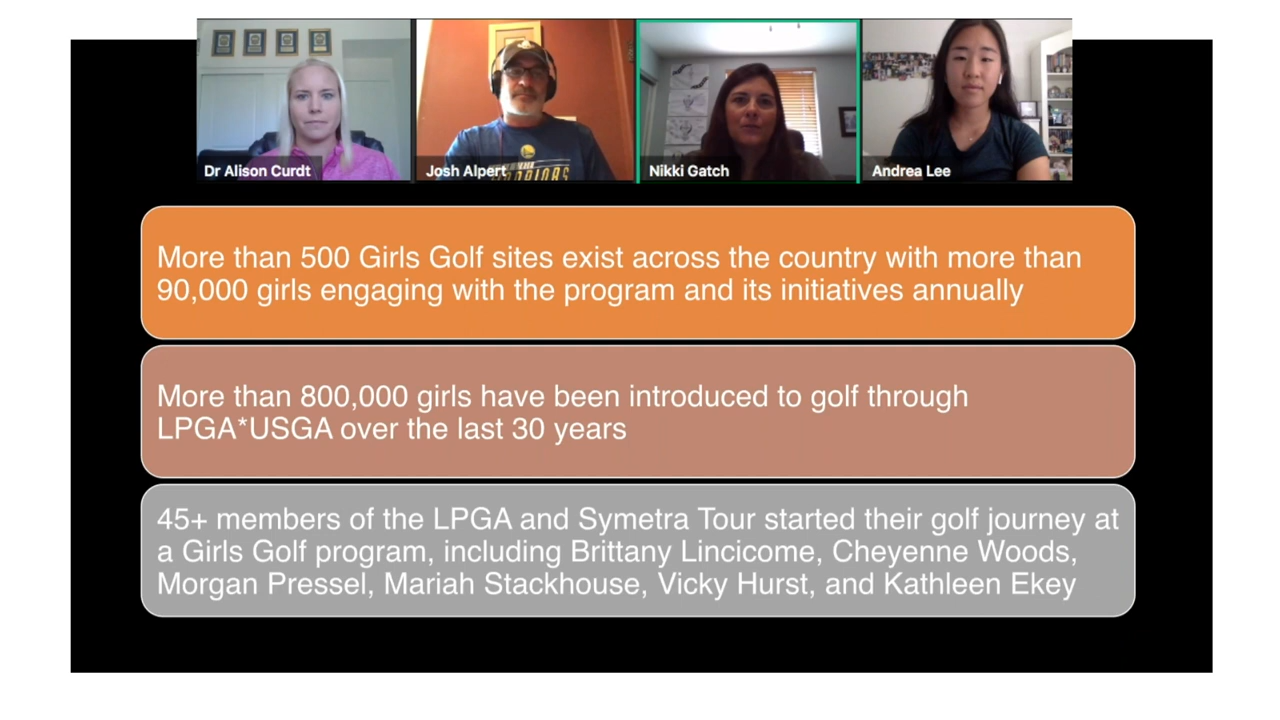 Dr Alison Curdt
Josh Alpert
WARRIORS
Nikki Gatch
Andrea Lee
More than 500 Girls Golf sites exist across the country with more than
90,000 girls engaging with the program and its initiatives annually
More than 800,000 girls have been introduced to golf through
LPGA*USGA over the last 30 years
45+ members of the LPGA and Symetra Tour started their golf journey at
a Girls Golf program, including Brittany Lincicome, Cheyenne Woods,
Morgan Pressel, Mariah Stackhouse, Vicky Hurst, and Kathleen Ekey